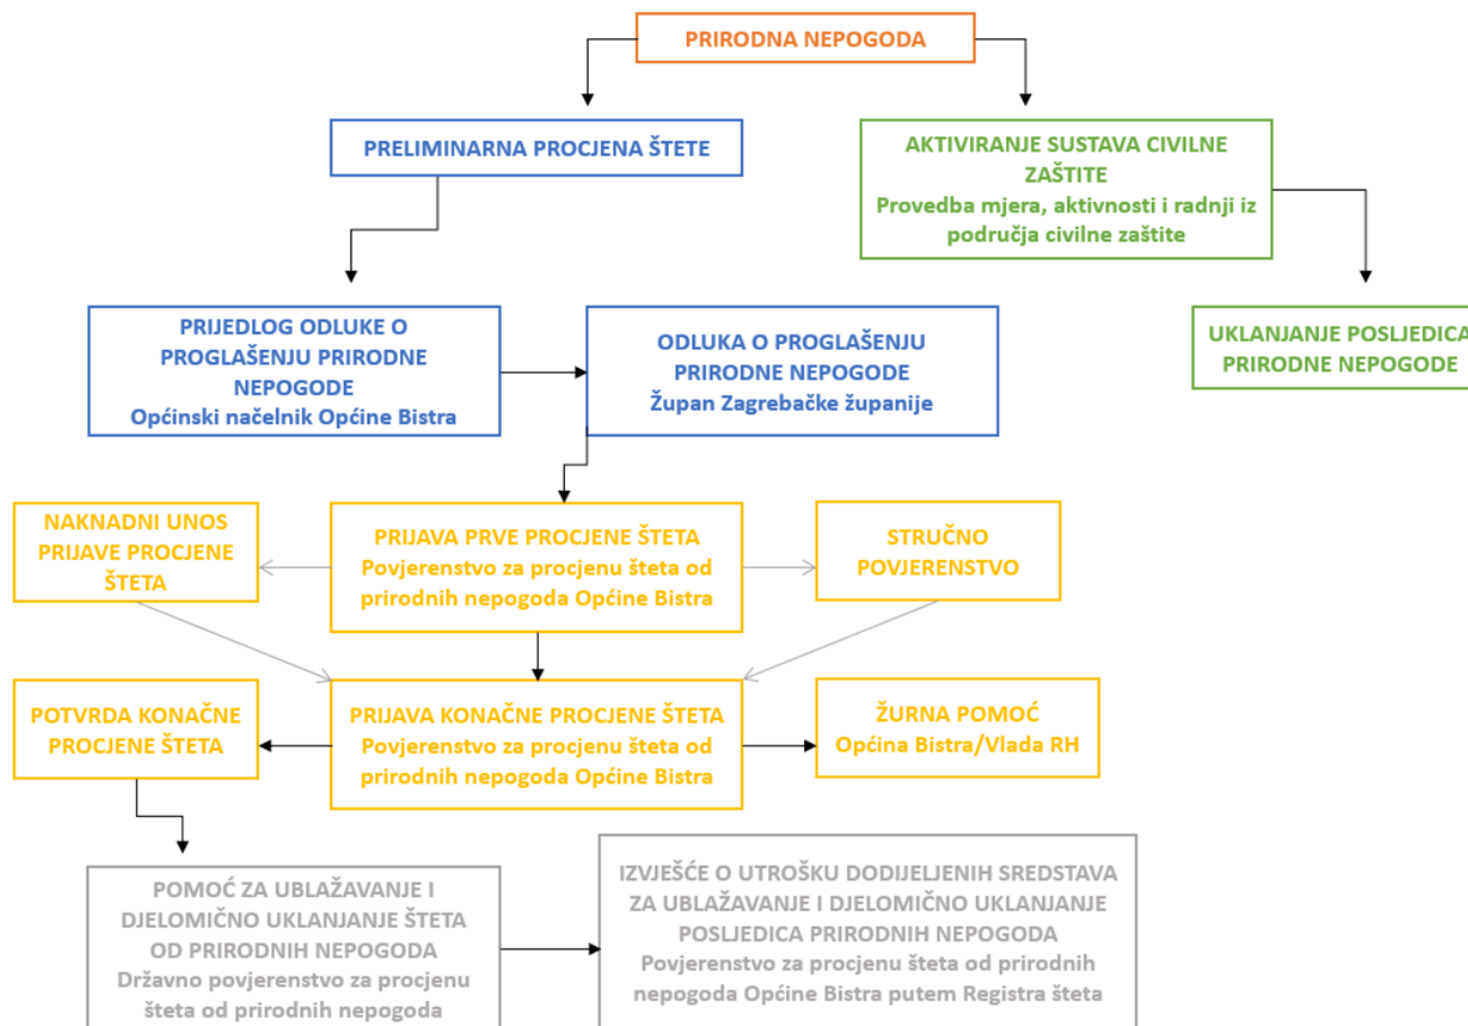 PRIRODNA NEPOGODA
PRELIMINARNA PROCJENA ŠTETE
AKTIVIRANJE SUSTAVA CIVILNE
ZAŠTITE
Provedba mjera, aktivnosti i radnji iz
područja civilne zaštite
PRIJEDLOG ODLUKE O
PROGLAŠENJU PRIRODNE
NEPOGODE
Općinski načelnik Općine Bistra
ODLUKA O PROGLAŠENJU
PRIRODNE NEPOGODE
Župan Zagrebačke županije
UKLANJANJE POSLJEDICA
PRIRODNE NEPOGODE
NAKNADNI UNOS
PRIJAVE PROCJENE
ŠTETA
PRIJAVA PRVE PROCJENE ŠTETA
Povjerenstvo za procjenu šteta od
prirodnih nepogoda Općine Bistra
STRUČNO
POVJERENSTVO
POTVRDA KONAČNE
PROCJENE ŠTETA
PRIJAVA KONAČNE PROCJENE ŠTETA
Povjerenstvo za procjenu šteta od
prirodnih nepogoda Općine Bistra
ŽURNA POMOĆ
Općina Bistra/Vlada RH
POMOĆ ZA UBLAŽAVANJE I
DJELOMIČNO UKLANJANJE ŠTETA
OD PRIRODNIH NEPOGODA
Državno povjerenstvo za procjenu
šteta od prirodnih nepogoda
IZVJEŠĆE O UTROŠKU DODIJELJENIH SREDSTAVA
ZA UBLAŽAVANJE I DJELOMIČNO UKLANJANJE
POSLJEDICA PRIRODNIH NEPOGODA
Povjerenstvo za procjenu šteta od prirodnih
nepogoda Općine Bistra putem Registra šteta